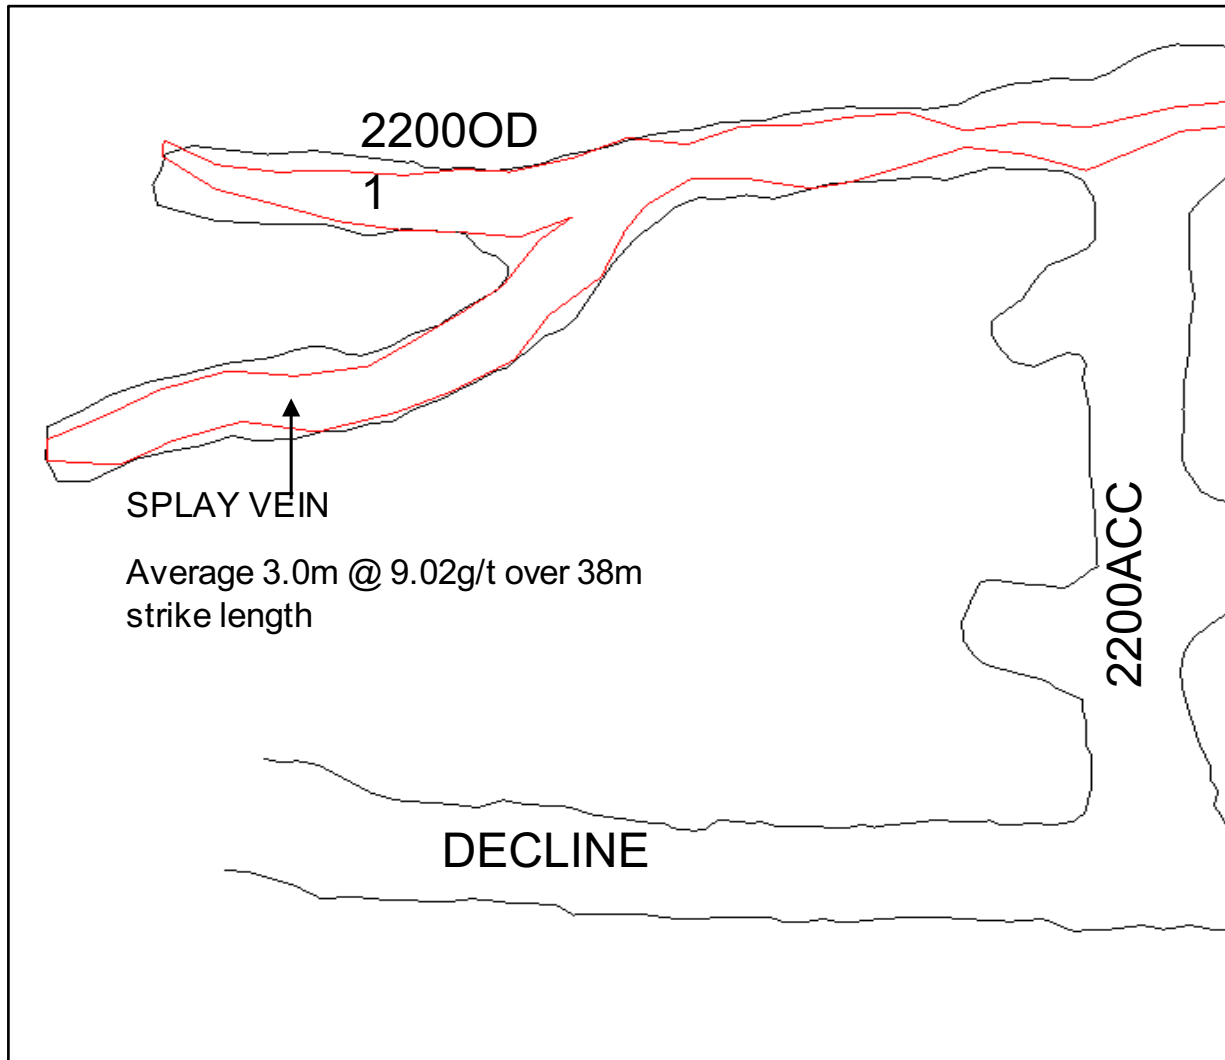 2200OD
1
SPLAY VEIN
Average 3.0m @ 9.02g/t over 38m
strike length
2200ACC
DECLINE